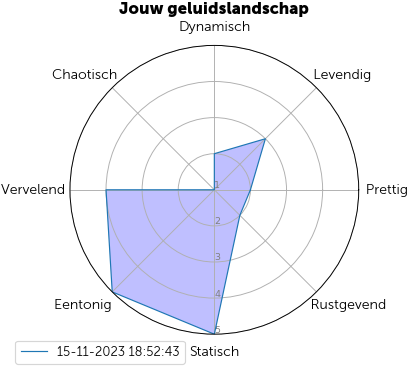 Jouw geluidslandschap
Dynamisch
Chaotisch
Levendig
Vervelend
1
Prettig
2
3
4
Eentonig
Rustgevend
5
15-11-2023 18:52:43
Statisch